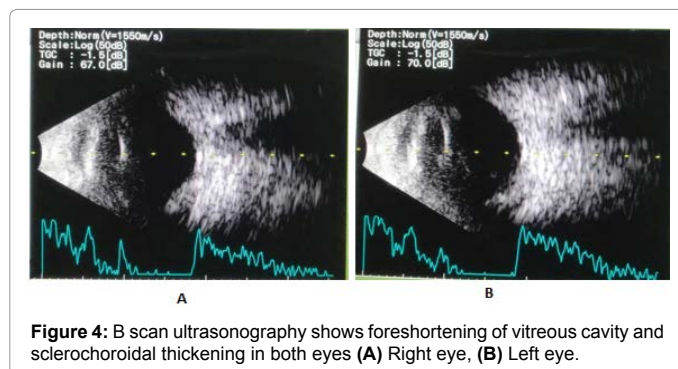 Depth:Norm(V=1550m/s)
Scale:Log(50dB)
TGC : -1.5[dB]
Gain : 67.0[dB]
Depth:Norm(V=1550m/s)
Scale:Log(50dB)
TGC : -1.5[dB]
Gain : 70.0[dB]
A
B
Figure 4: B scan ultrasonography shows foreshortening of vitreous cavity and
sclerochoroidal thickening in both eyes (A) Right eye, (B) Left eye.